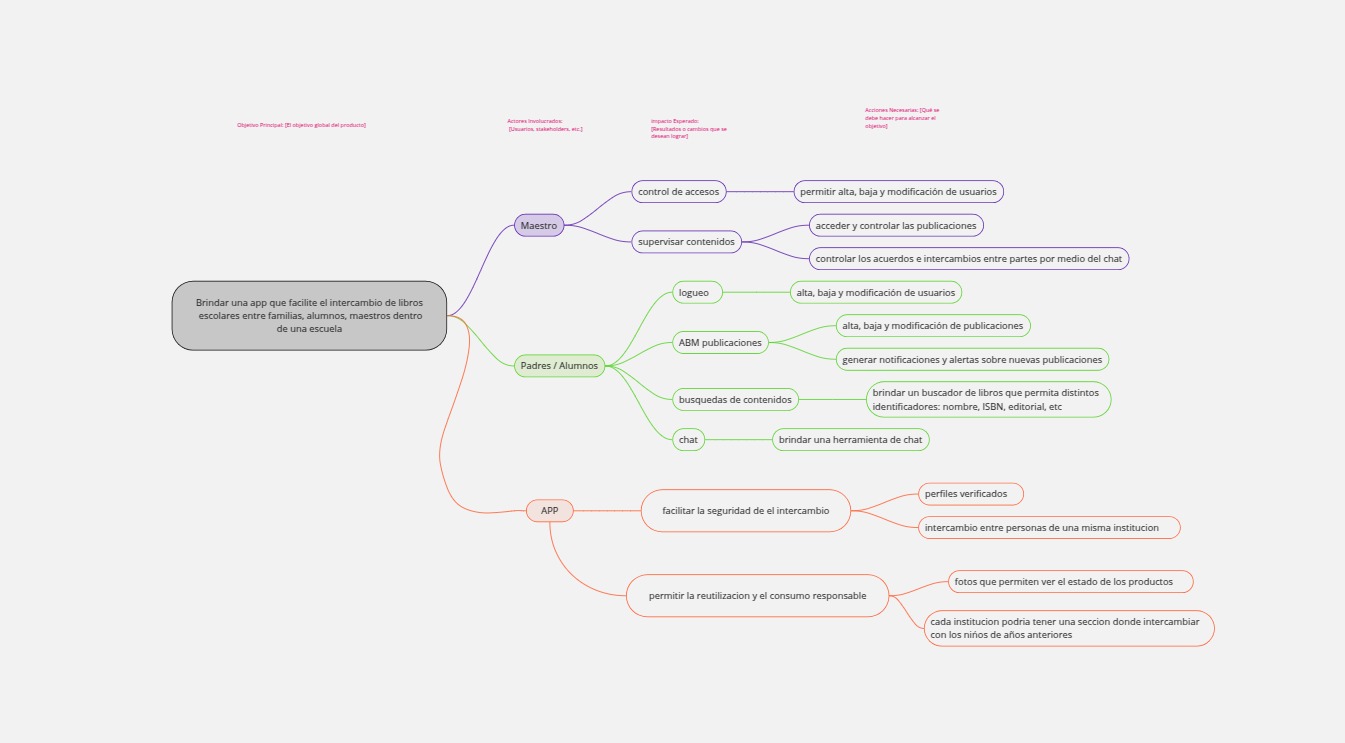 Objetivo Principal: [El objetivo global del producto]
Actores Involucrados:
[Usuarios, stakeholders, etc.]
Impacto Esperado:
[Resultados o cambios que se
desean lograr]
Acciones Necesarias: [Qué se
debe hacer para alcanzar el
objetivo]
Brindar una app que facilite el intercambio de libros
escolares entre familias, alumnos, maestros dentro
de una escuela
Maestro
control de accesos
permitir alta, baja y modificación de usuarios
supervisar contenidos
acceder y controlar las publicaciones
controlar los acuerdos e intercambios entre partes por medio del chat
Padres / Alumnos
logueo
alta, baja y modificación de usuarios
ABM publicaciones
alta, baja y modificación de publicaciones
generar notificaciones y alertas sobre nuevas publicaciones
busquedas de contenidos
brindar un buscador de libros que permita distintos
identificadores: nombre, ISBN, editorial, etc
chat
brindar una herramienta de chat
APP
facilitar la seguridad de el intercambio
perfiles verificados
intercambio entre personas de una misma institucion
permitir la reutilizacion y el consumo responsable
fotos que permiten ver el estado de los productos
cada institucion podria tener una seccion donde intercambiar
con los niños de años anteriores